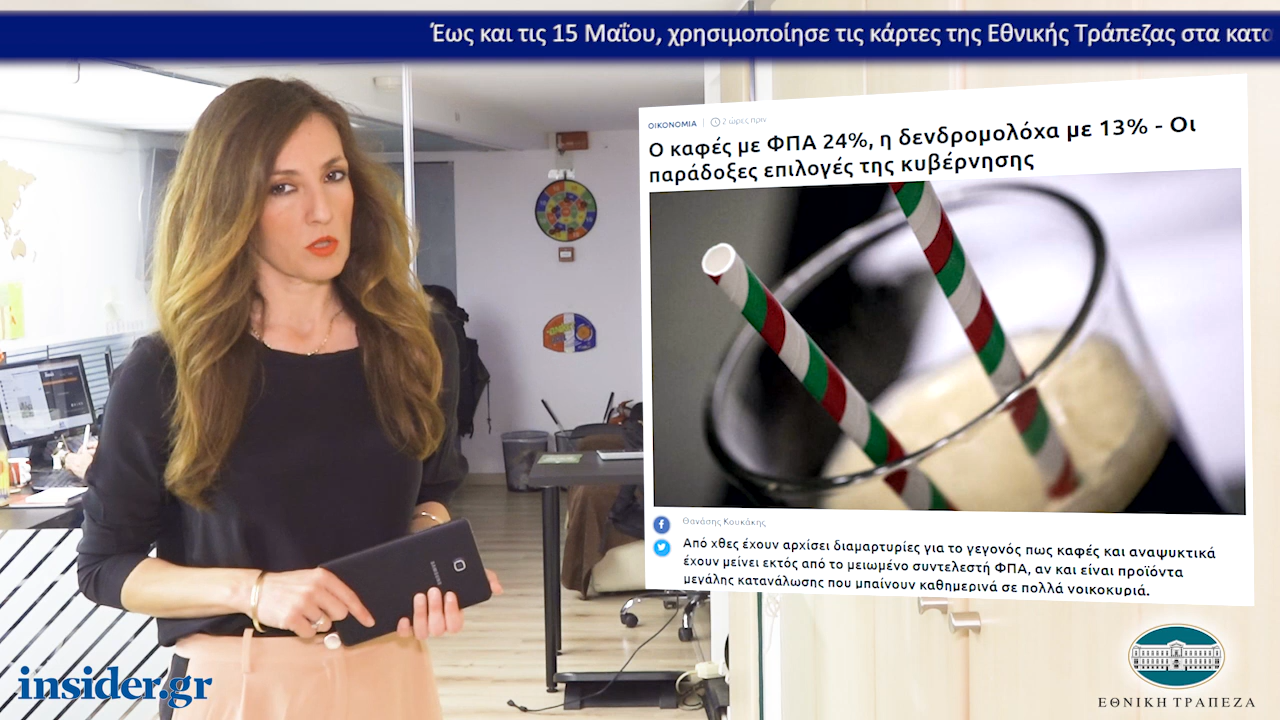 Έως και τις 15 Μαΐου, χρησιμοποίησε τις κάρτες της Εθνικής Τράπεζας στα κατα
ΟΙΚΟΝΟΜΙΑ | 2 ώρες πριν
Ο καφές με ΦΠΑ 24%, η δενδρομολόχα με 13% - Οι
παράδοξες επιλογές της κυβέρνησης
Θανάσης Κουκάκης
Από χθες έχουν αρχίσει διαμαρτυρίες για το γεγονός πως καφές και αναψυκτικά
έχουν μείνει εκτός από το μειωμένο συντελεστή ΦΠΑ, αν και είναι προϊόντα
μεγάλης κατανάλωσης που μπαίνουν καθημερινά σε πολλά νοικοκυριά.
SAMSUNG
insider.gr
ΕΘΝΙΚΗ ΤΡΑΠΕΖΑ